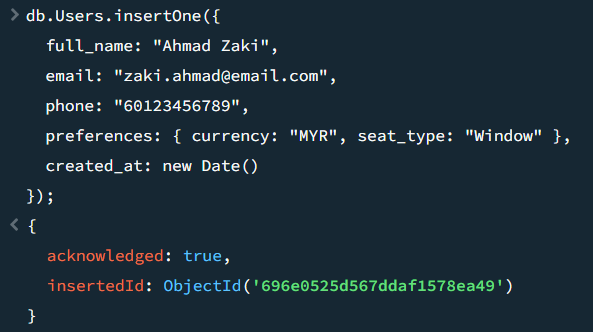 > db.Users.insertOne({
full_name: "Ahmad Zaki",
email: "zaki.ahmad@email.com",
phone: "60123456789",
preferences: { currency: "MYR", seat_type: "Window" },
created_at: new Date()
});
< {
acknowledged: true,
insertedId: ObjectId('696e0525d567ddaf1578ea49')
}